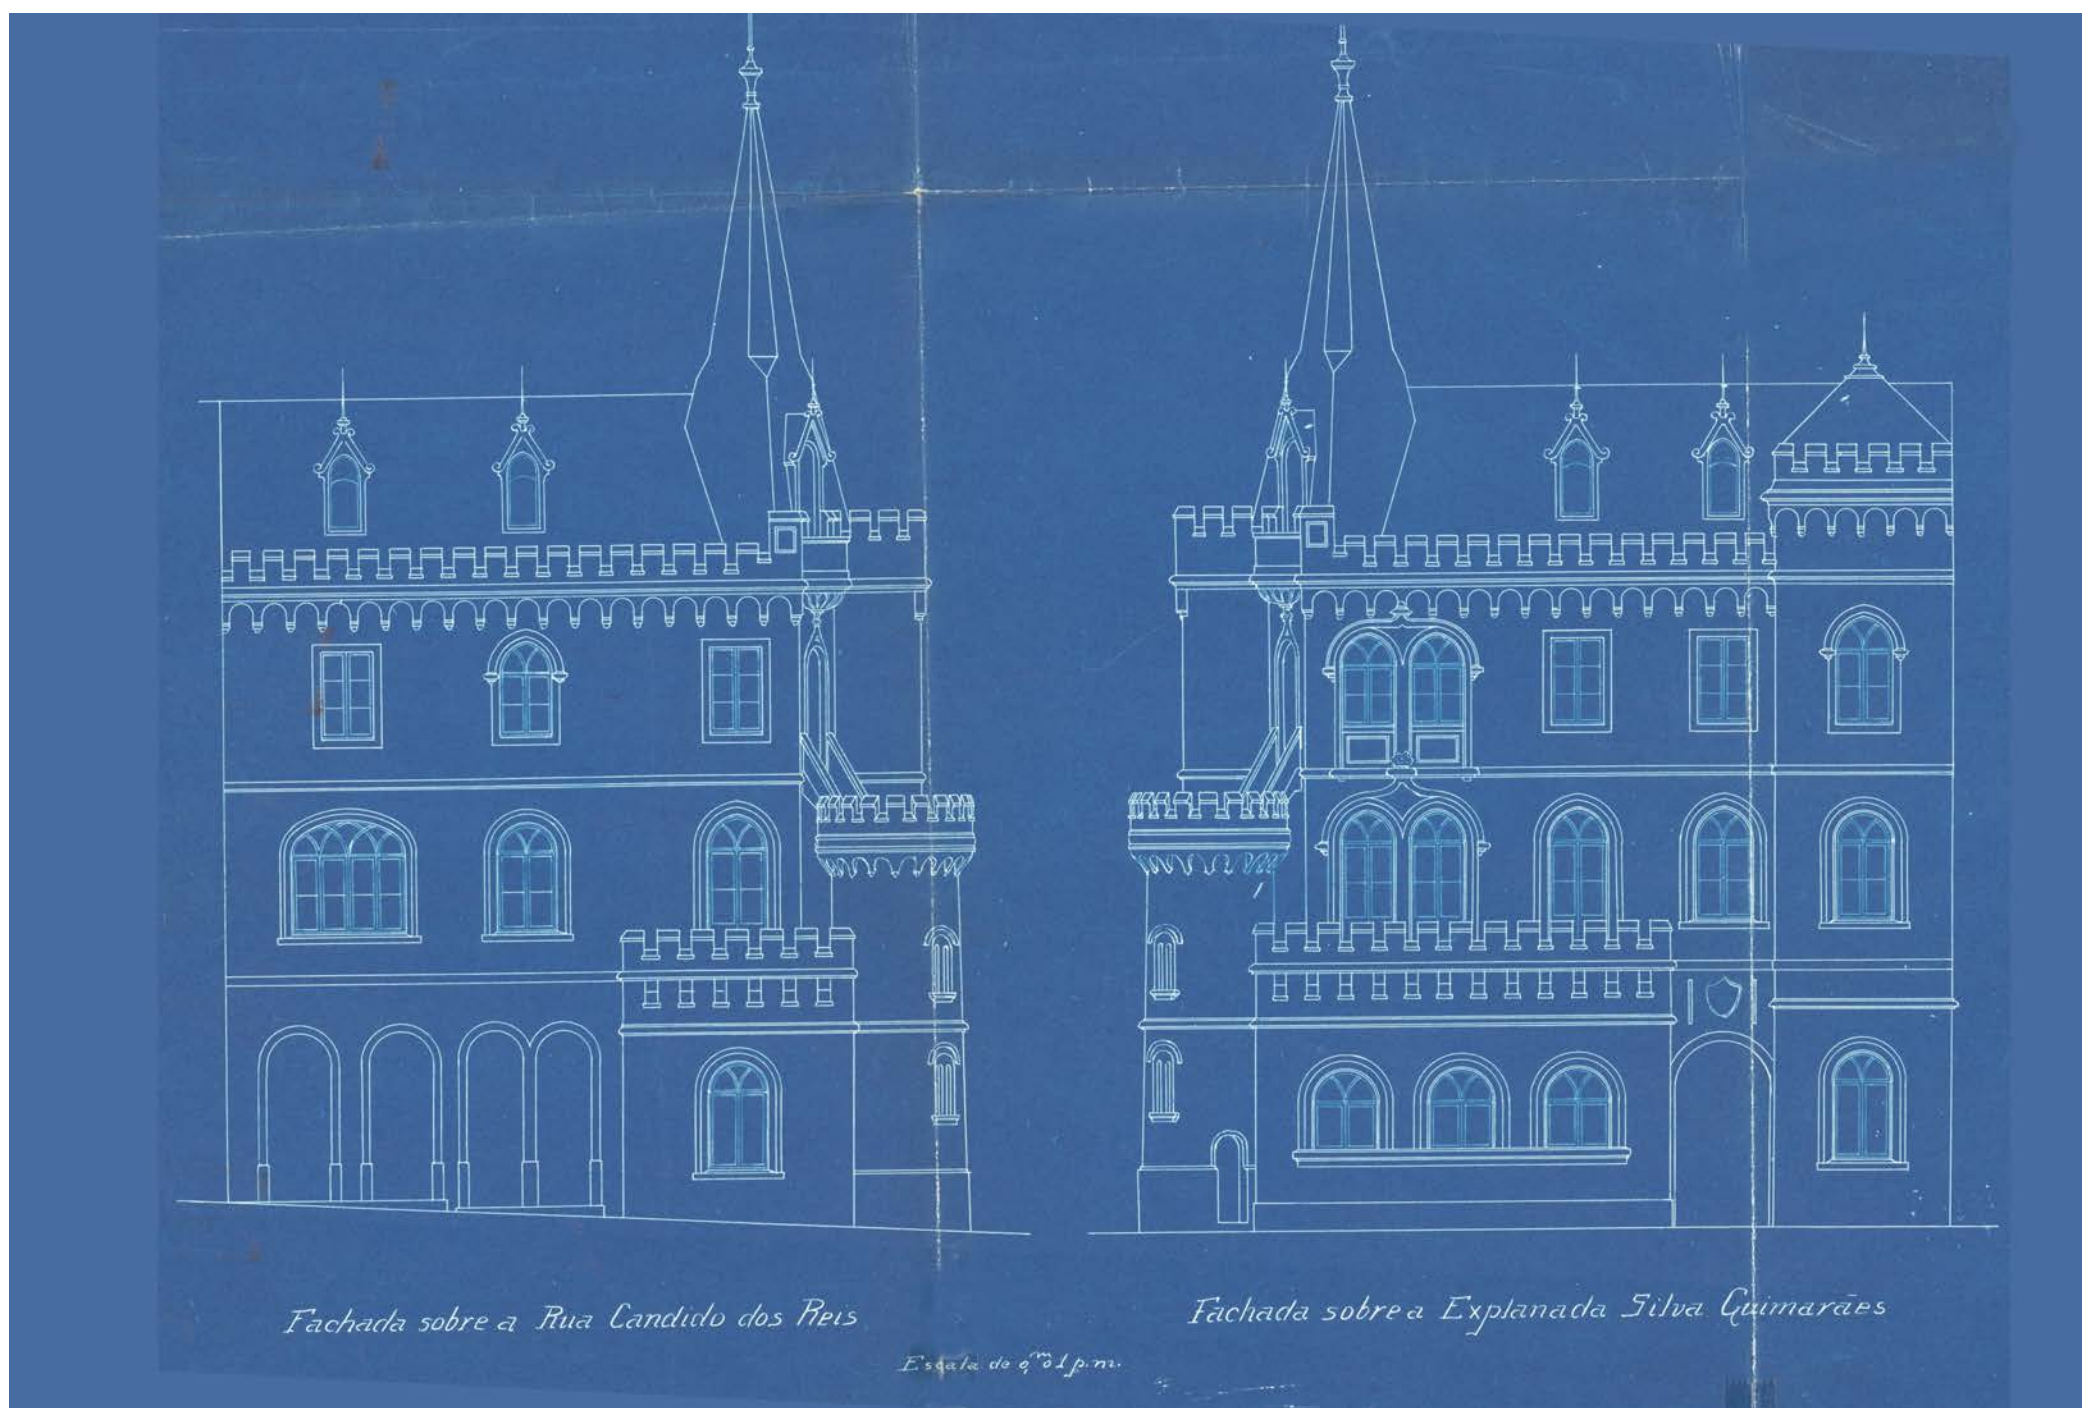 Fachada sobre a Rua Candido dos Reis
Fachada sobre a Explanada Silva Guimarães
Escala de 0,ᵐ01 p.m.